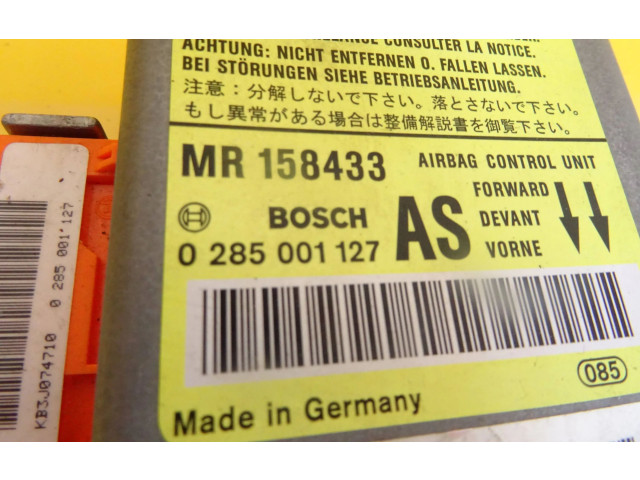 CONSULTER LA NOTICE.
ACHTUNG: NICHT ENTFERNEN O. FALLEN LASSEN.
BEI STÖRUNGEN SIEHE BETRIEBSANLEITUNG.
注意：分解しないで下さい。落とさないで下さい。
もし異常がある場合は整備解説書を御覧下さい。
MR 158433 AIRBAG CONTROL UNIT
FORWARD
BOSCH AS DEVANT
0 285 001 127 VORNE
085
Made in Germany
0 285 001 127
KB3J074710